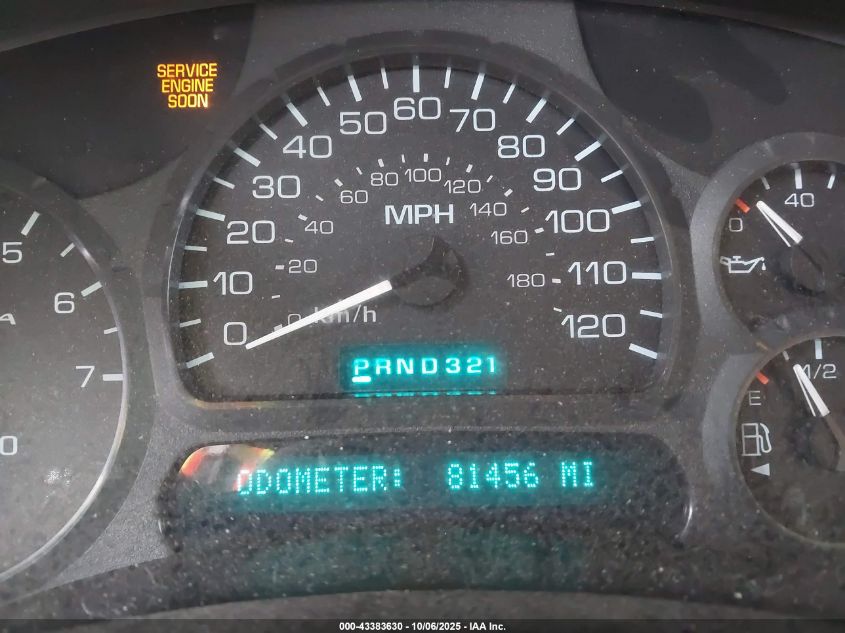 SERVICE
ENGINE
SOON
0 10 20 30 40 50 60 70 80 90 100 110 120
MPH
0 20 40 60 80 100 120 140 160 180
km/h
PRND321
ODOMETER: 81456 MI
5
6
7
A
0
0 40
1/2
E
000-43383630 - 10/06/2025 - IAA Inc.